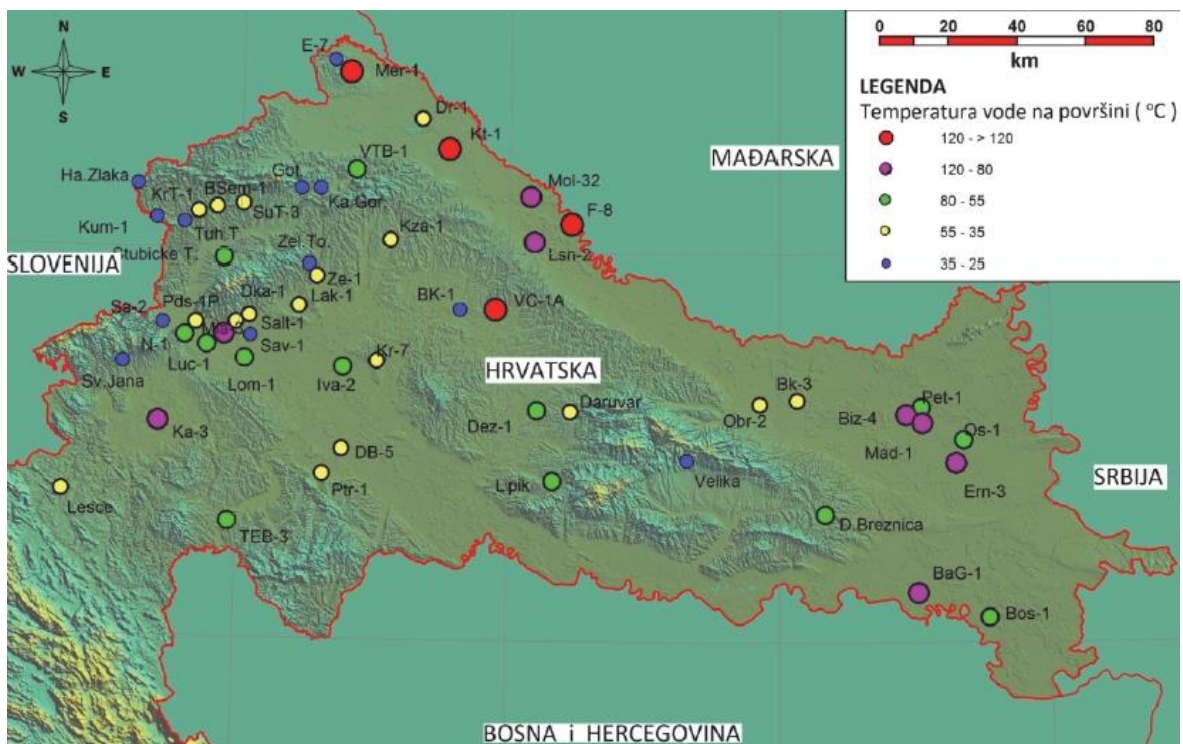 N
W E
S
0 20 40 60 80
km
LEGENDA
Temperatura vode na površini ( °C )
120 - > 120
120 - 80
80 - 55
55 - 35
35 - 25
E-7
Mer-1
Dr-1
Kt-1
MAĐARSKA
VTB-1
Ha.Zlaka
Got.
Ka.Gor.
Mol-32
KrT-1
BSem-1
SuT-3
F-8
Kum-1
Tuh.T
Kza-1
Lsn-2
SLOVENIJA
Stubicke T.
Zel.To.
Ze-1
Dka-1
Lak-1
BK-1
VC-1A
Sa-2
Pds-1P
Salt-1
N-1
Sav-1
Luc-1
Kr-7
Sv.Jana
Lom-1
Iva-2
HRVATSKA
Bk-3
Pet-1
Ka-3
Dez-1
Daruvar
Obr-2
Biz-4
Os-1
DB-5
Mad-1
Lesce
Ptr-1
Lipik
Velika
Ern-3
SRBIJA
TEB-3
D.Breznica
BaG-1
Bos-1
BOSNA i HERCEGOVINA